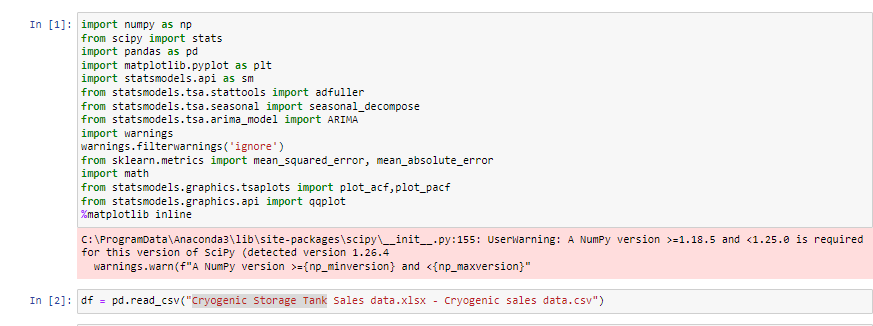 In [1]: import numpy as np
from scipy import stats
import pandas as pd
import matplotlib.pyplot as plt
import statsmodels.api as sm
from statsmodels.tsa.stattools import adfuller
from statsmodels.tsa.seasonal import seasonal_decompose
from statsmodels.tsa.arima_model import ARIMA
import warnings
warnings.filterwarnings('ignore')
from sklearn.metrics import mean_squared_error, mean_absolute_error
import math
from statsmodels.graphics.tsaplots import plot_acf,plot_pacf
from statsmodels.graphics.api import qqplot
%matplotlib inline
C:\ProgramData\Anaconda3\lib\site-packages\scipy\__init__.py:155: UserWarning: A NumPy version >=1.18.5 and <1.25.0 is required
for this version of SciPy (detected version 1.26.4
warnings.warn(f"A NumPy version >={np_minversion} and <{np_maxversion}"
In [2]: df = pd.read_csv("Cryogenic Storage Tank Sales data.xlsx - Cryogenic sales data.csv")